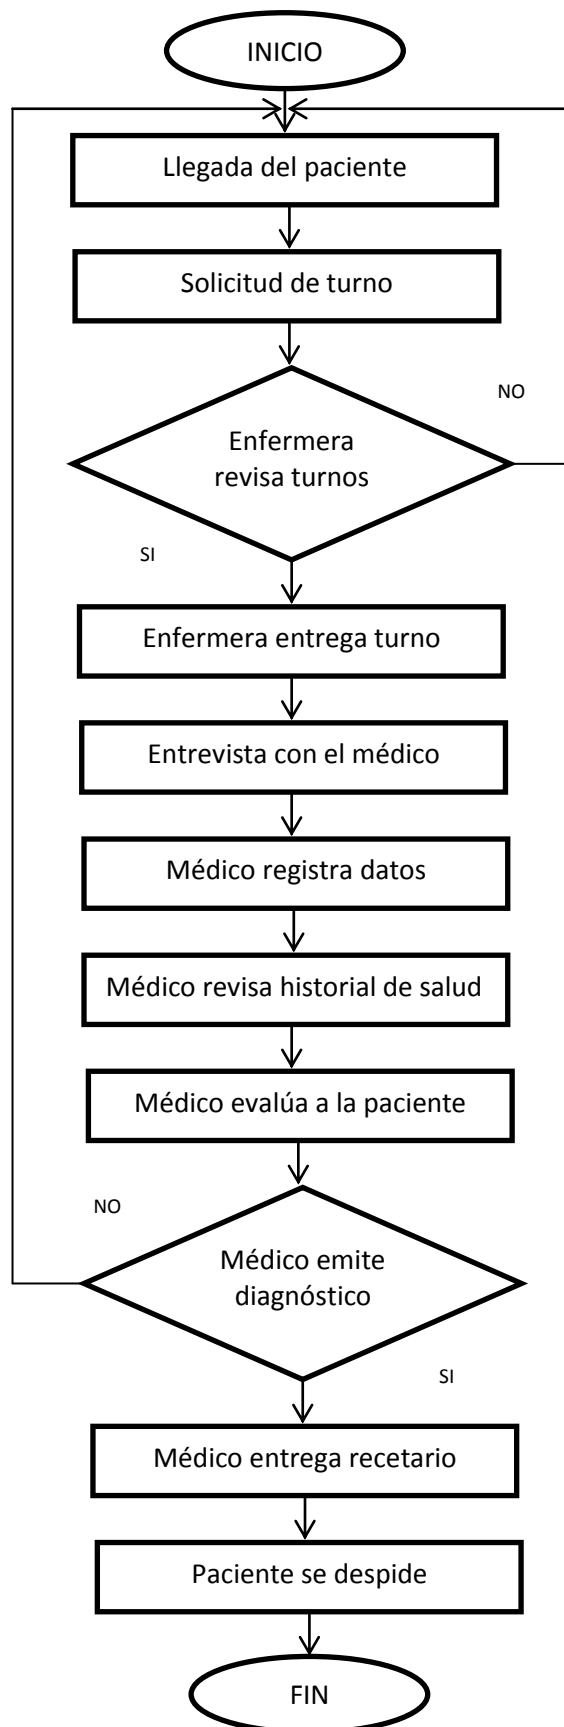 INICIO
Llegada del paciente
Solicitud de turno
NO
Enfermera
revisa turnos
SI
Enfermera entrega turno
Entrevista con el médico
Médico registra datos
Médico revisa historial de salud
Médico evalúa a la paciente
NO
Médico emite
diagnóstico
SI
Médico entrega recetario
Paciente se despide
FIN